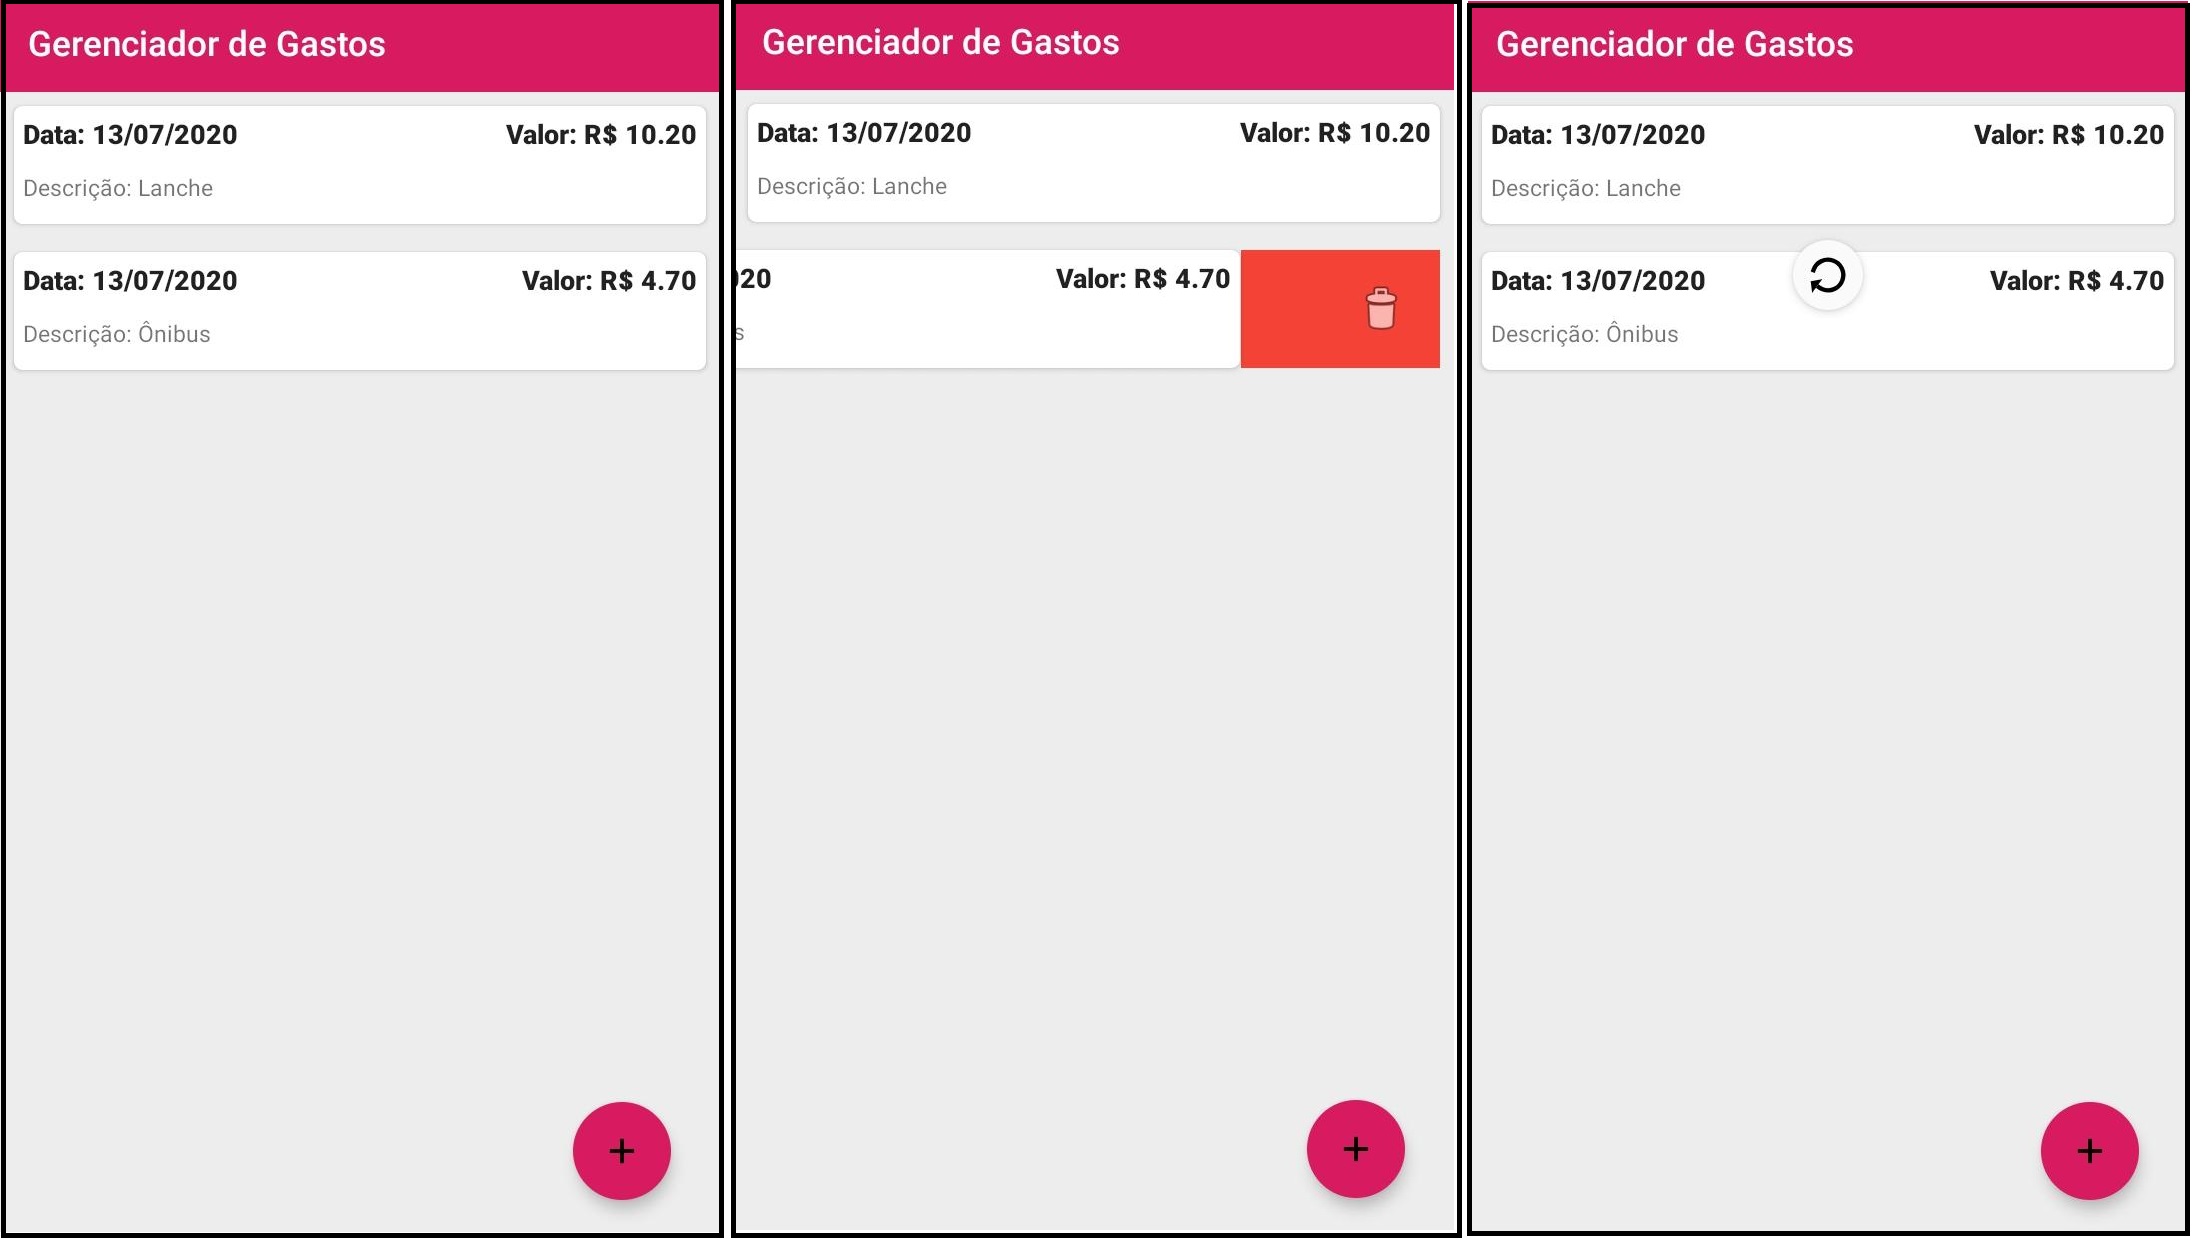 Gerenciador de Gastos
Data: 13/07/2020 Valor: R$ 10.20
Descrição: Lanche
Data: 13/07/2020 Valor: R$ 4.70
Descrição: Ônibus
+
Gerenciador de Gastos
Data: 13/07/2020 Valor: R$ 10.20
Descrição: Lanche
020 Valor: R$ 4.70
s
+
Gerenciador de Gastos
Data: 13/07/2020 Valor: R$ 10.20
Descrição: Lanche
Data: 13/07/2020 Valor: R$ 4.70
Descrição: Ônibus
+